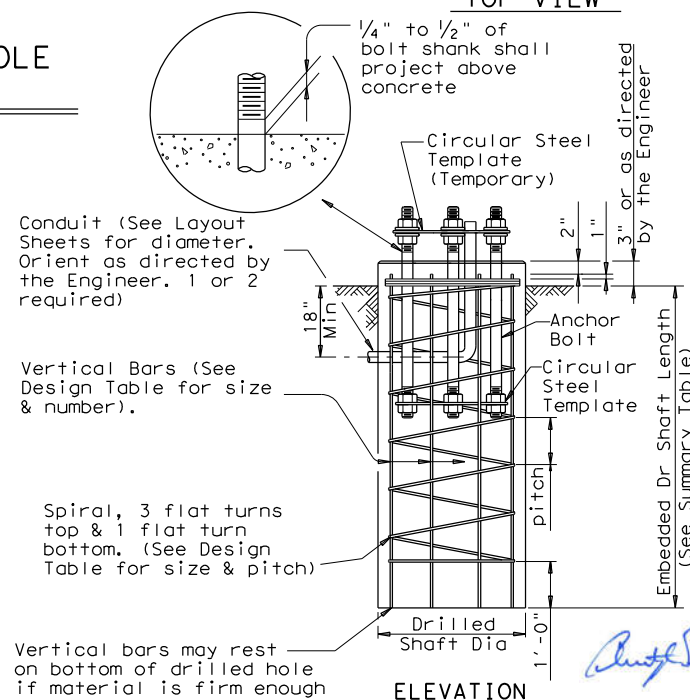 TOP VIEW
OLE
1/4" to 1/2" of
bolt shank shall
project above
concrete
3" or as directed
by the Engineer
Circular Steel
Template
(Temporary)
2"
1"
Conduit (See Layout
Sheets for diameter.
Orient as directed by
the Engineer. 1 or 2
required)
18"
Min
Anchor
Bolt
Circular
Steel
Template
Vertical Bars (See
Design Table for size
& number).
Embedded Dr Shaft Length
(See Summary Table)
pitch
Spiral, 3 flat turns
top & 1 flat turn
bottom. (See Design
Table for size & pitch)
1'-0"
Drilled
Shaft Dia
Vertical bars may rest
on bottom of drilled hole
if material is firm enough
ELEVATION